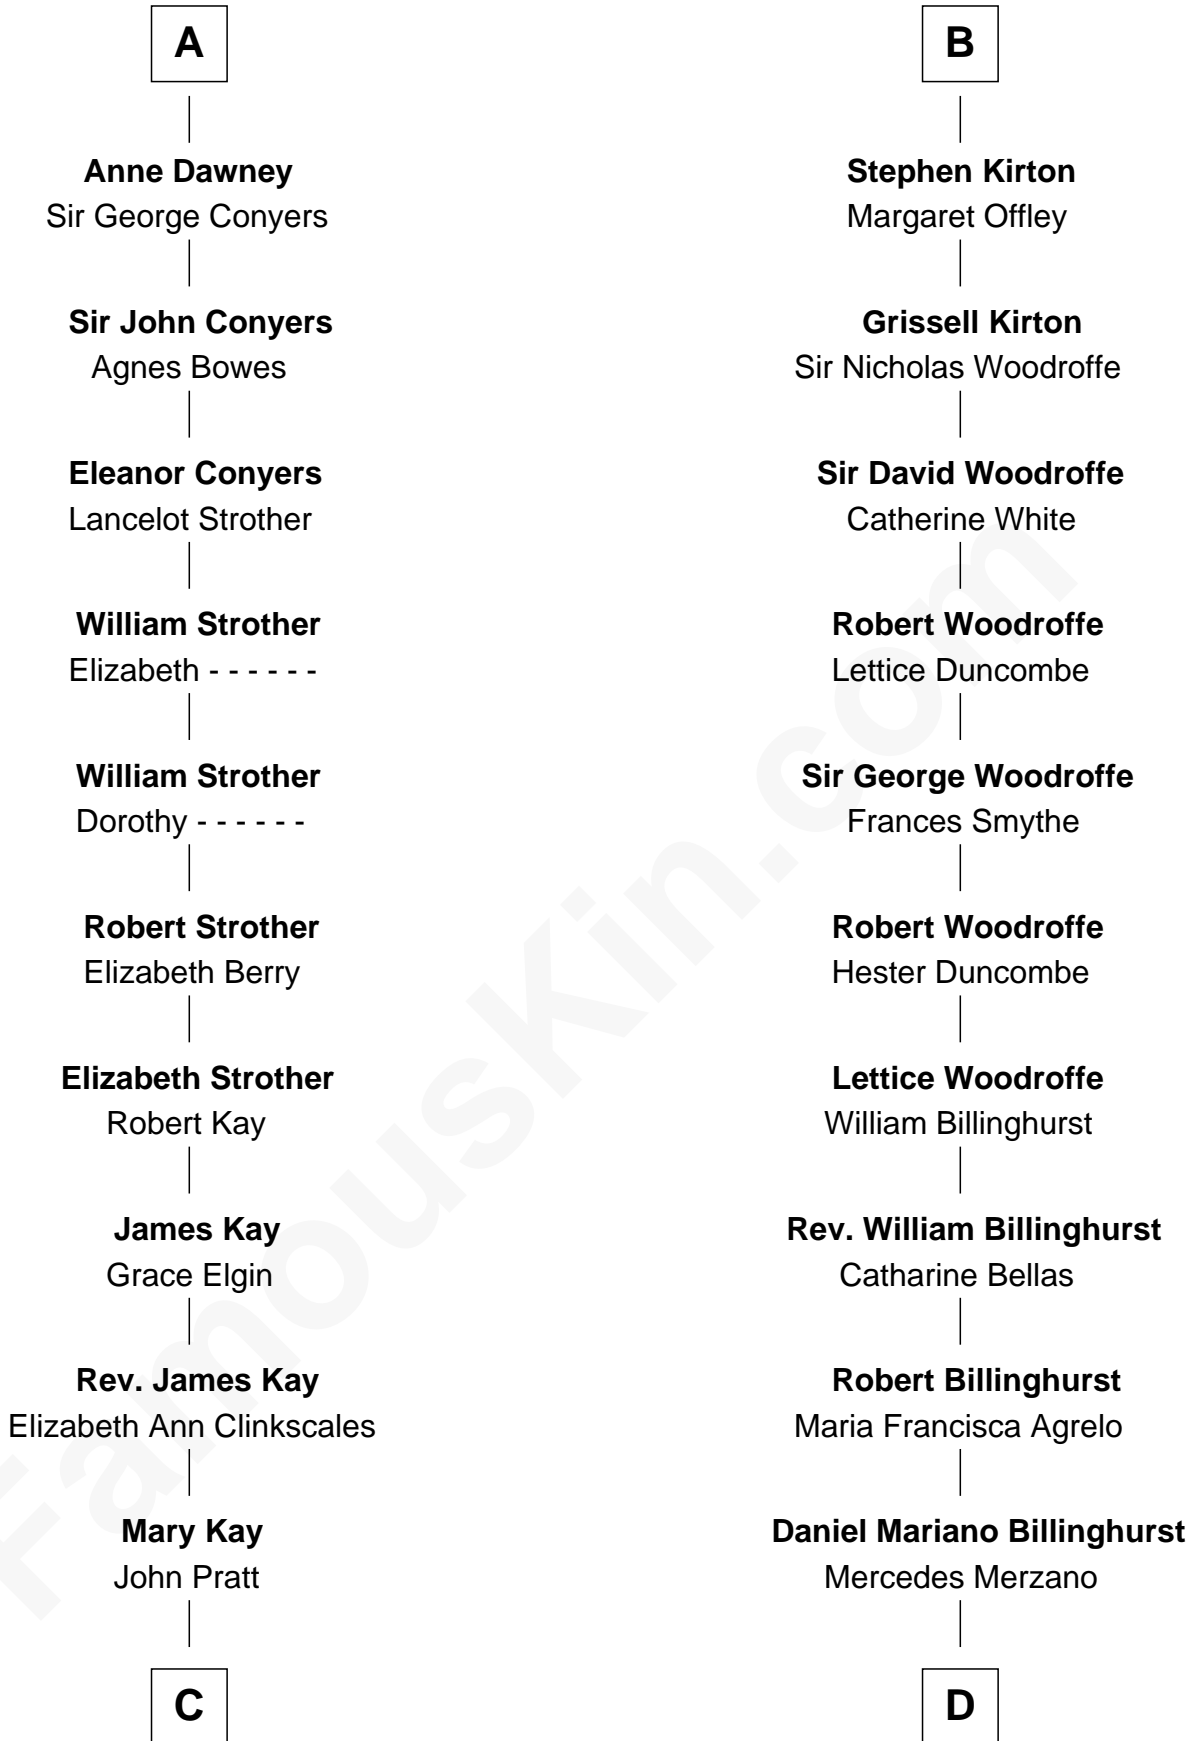 A
Anne Dawney
Sir George Conyers
Sir John Conyers
Agnes Bowes
Eleanor Conyers
Lancelot Strother
William Strother
Elizabeth - - - - - -
William Strother
Dorothy - - - - - -
Robert Strother
Elizabeth Berry
Elizabeth Strother
Robert Kay
James Kay
Grace Elgin
Rev. James Kay
Elizabeth Ann Clinkscales
Mary Kay
John Pratt
C
B
Stephen Kirton
Margaret Offley
Grissell Kirton
Sir Nicholas Woodroffe
Sir David Woodroffe
Catherine White
Robert Woodroffe
Lettice Duncombe
Sir George Woodroffe
Frances Smythe
Robert Woodroffe
Hester Duncombe
Lettice Woodroffe
William Billinghurst
Rev. William Billinghurst
Catharine Bellas
Robert Billinghurst
Maria Francisca Agrelo
Daniel Mariano Billinghurst
Mercedes Merzano
D
FamousKin.com